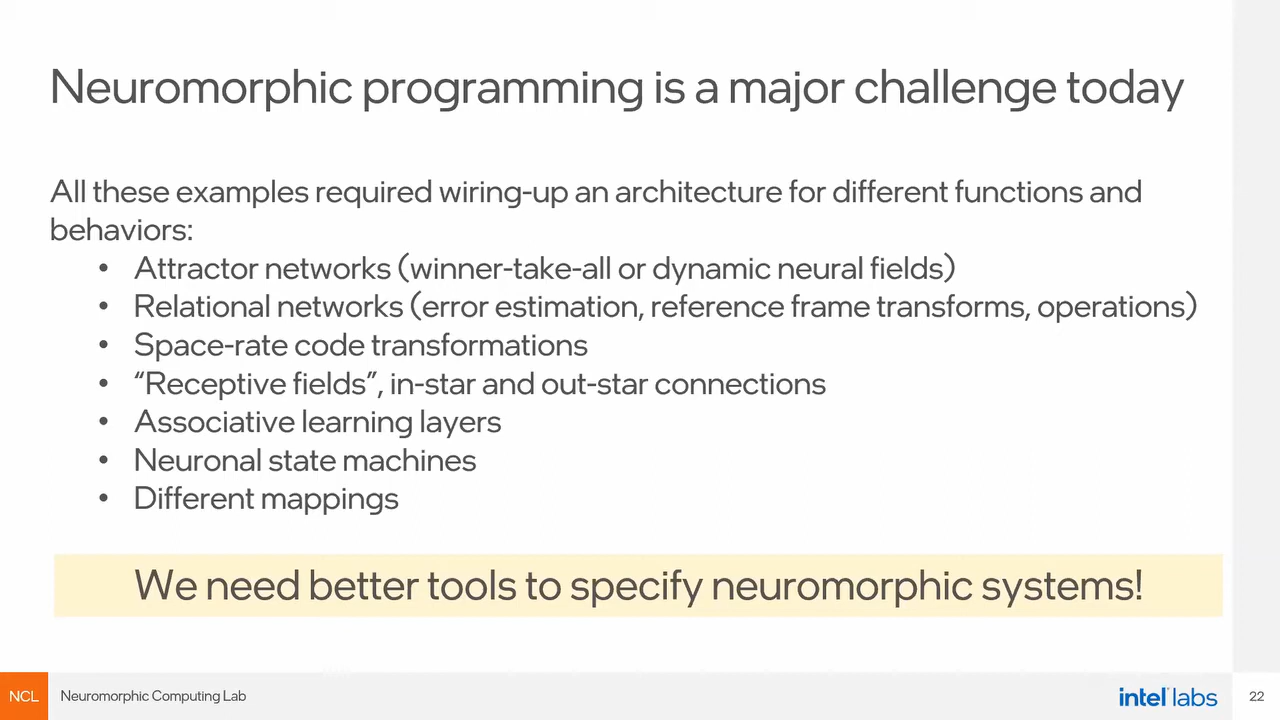 Neuromorphic programming is a major challenge today
All these examples required wiring-up an architecture for different functions and
behaviors:
• Attractor networks (winner-take-all or dynamic neural fields)
• Relational networks (error estimation, reference frame transforms, operations)
• Space-rate code transformations
• “Receptive fields”, in-star and out-star connections
• Associative learning layers
• Neuronal state machines
• Different mappings
We need better tools to specify neuromorphic systems!
NCL Neuromorphic Computing Lab intel labs 22